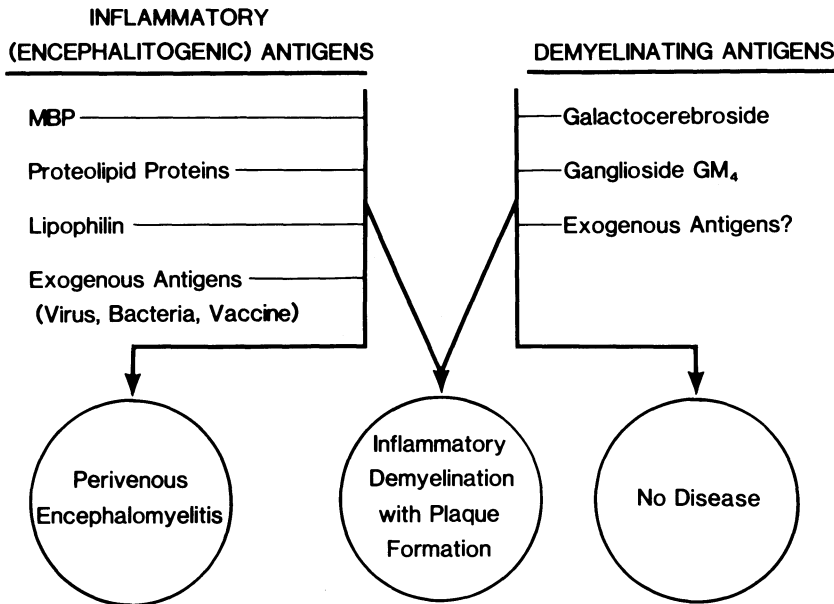 INFLAMMATORY
(ENCEPHALITOGENIC) ANTIGENS
MBP
Proteolipid Proteins
Lipophilin
Exogenous Antigens
(Virus, Bacteria, Vaccine)
DEMYELINATING ANTIGENS
Galactocerebroside
Ganglioside GM₄
Exogenous Antigens?
Perivenous
Encephalomyelitis
Inflammatory
Demyelination
with Plaque
Formation
No Disease